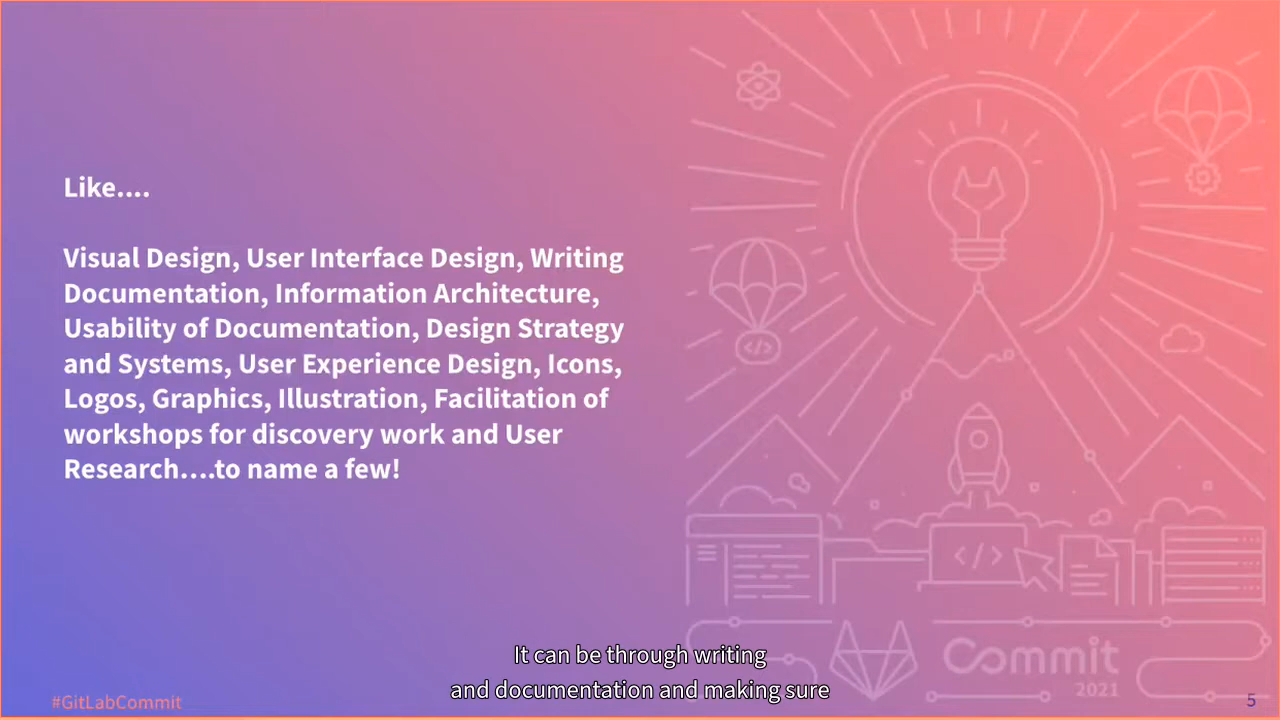 Like....
Visual Design, User Interface Design, Writing
Documentation, Information Architecture,
Usability of Documentation, Design Strategy
and Systems, User Experience Design, Icons,
Logos, Graphics, Illustration, Facilitation of
workshops for discovery work and User
Research....to name a few!
</>
</>
Commit
2021
It can be through writing
and documentation and making sure
#GitLabCommit
5